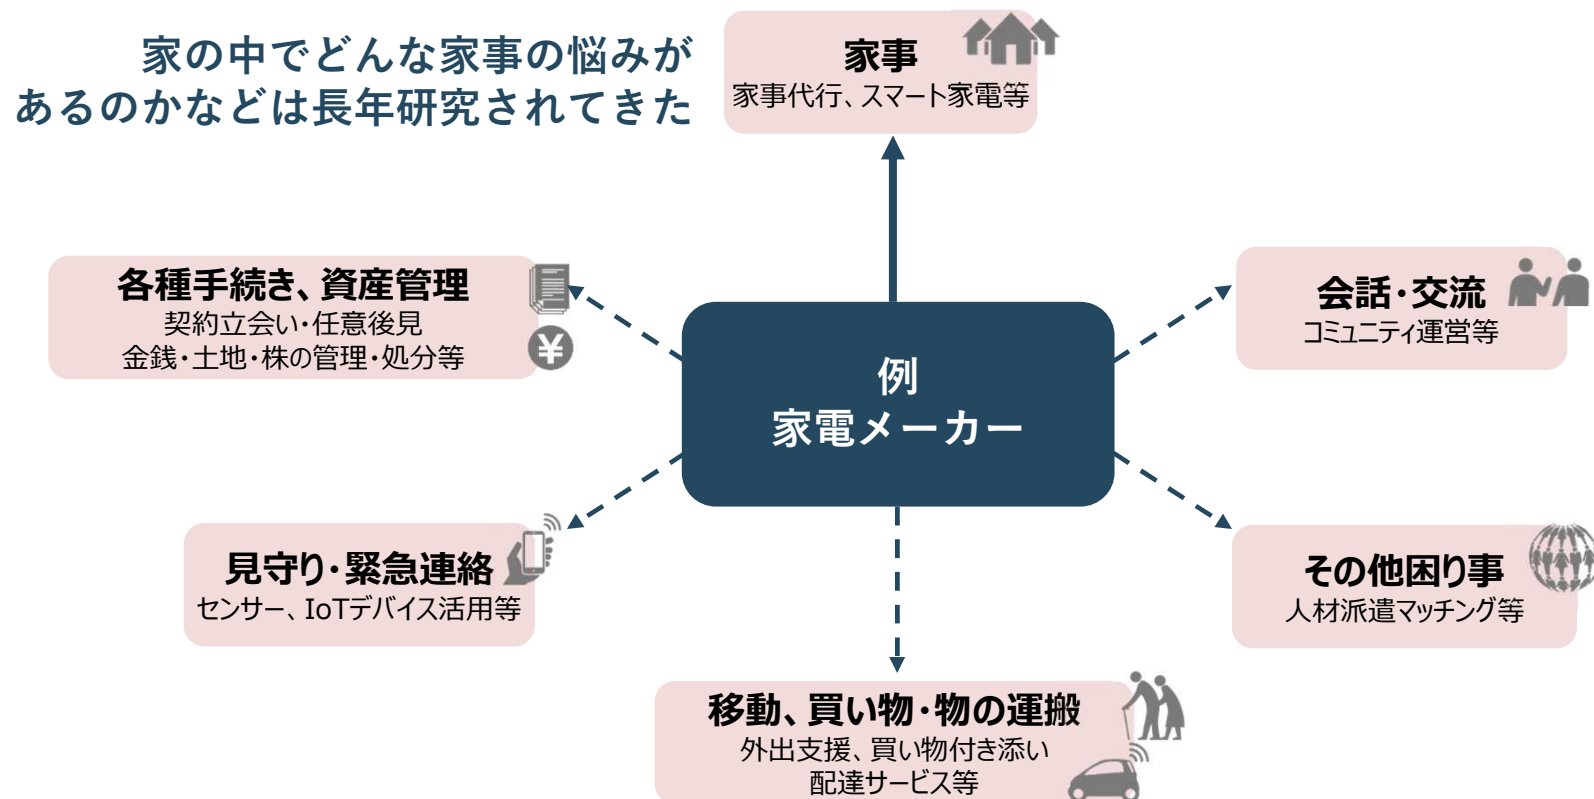 家の中でどんな家事の悩みが
あるのかなどは長年研究されてきた
家事
家事代行、スマート家電等
各種手続き、資産管理
契約立会い・任意後見
金銭・土地・株の管理・処分等
¥
会話・交流
コミュニティ運営等
例
家電メーカー
見守り・緊急連絡
センサー、IoTデバイス活用等
その他困り事
人材派遣マッチング等
移動、買い物・物の運搬
外出支援、買い物付き添い
配達サービス等